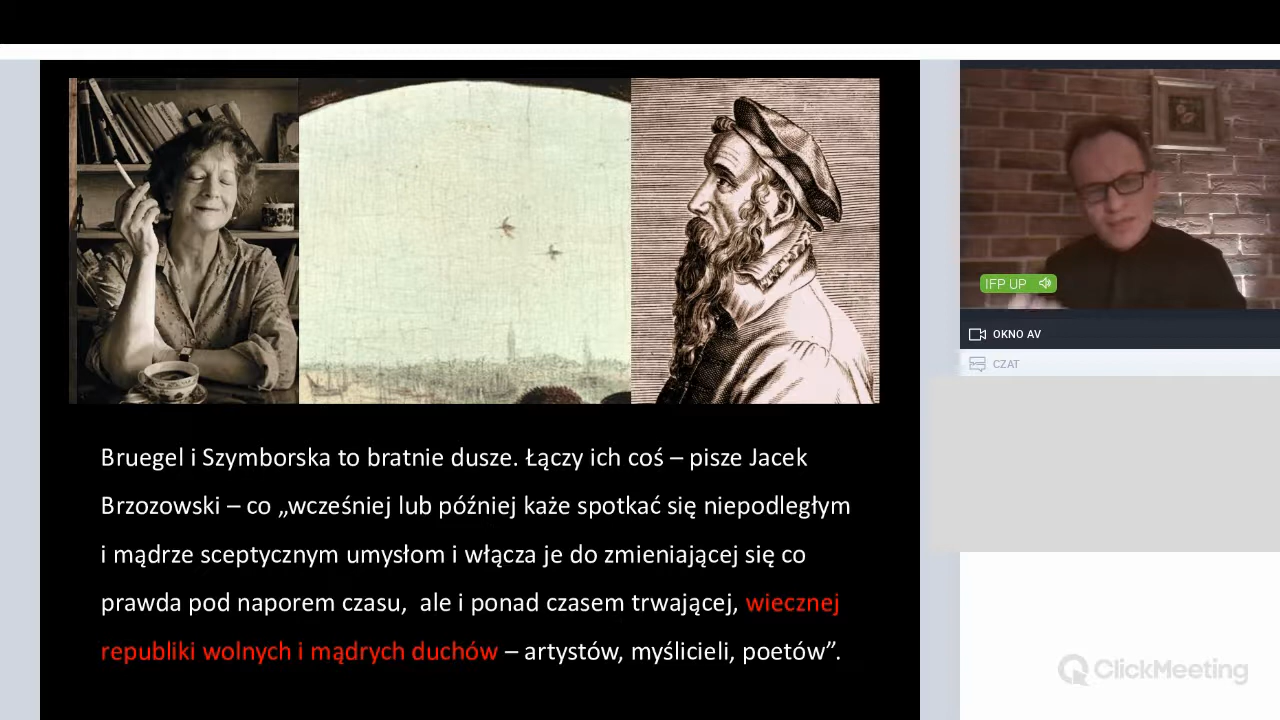 Bruegel i Szymborska to bratnie dusze. Łączy ich coś – pisze Jacek
Brzozowski – co „wcześniej lub później każe spotkać się niepodległym
i mądrze sceptycznym umysłom i włącza je do zmieniającej się co
prawda pod naporem czasu,  ale i ponad czasem trwającej, wiecznej
republiki wolnych i mądrych duchów – artystów, myślicieli, poetów”.
IFP UP
OKNO AV
CZAT
ClickMeeting